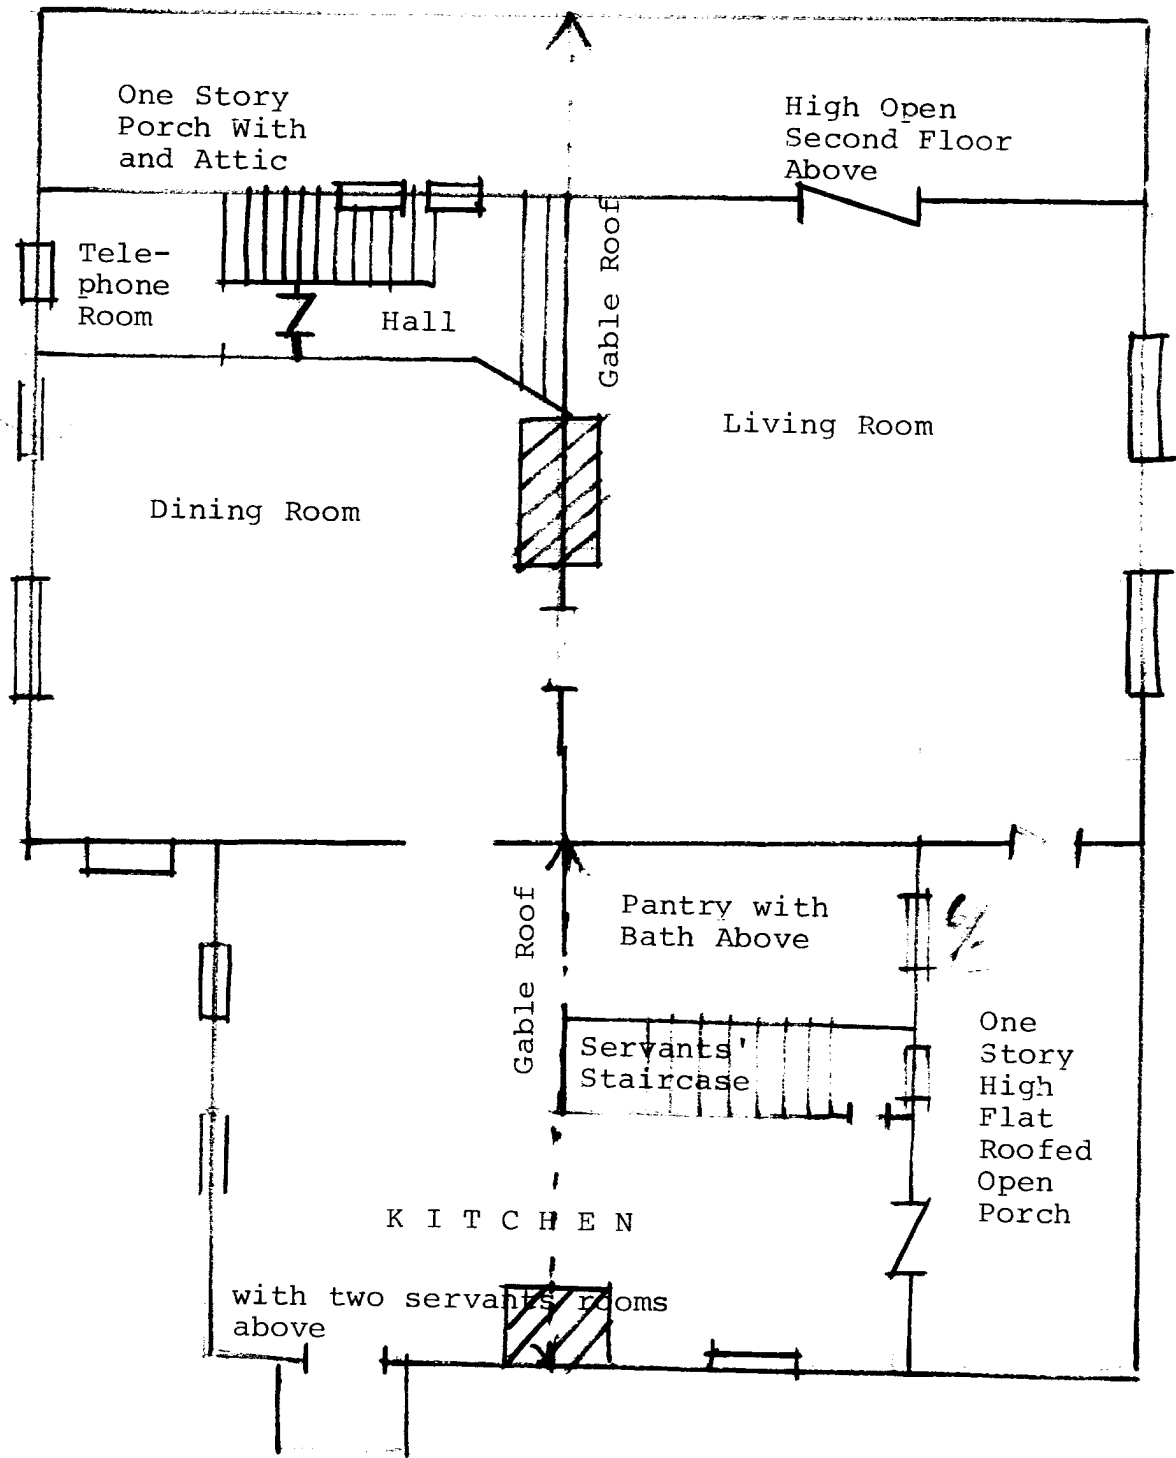 One Story
Porch With
and Attic
High Open
Second Floor
Above
Tele-
phone
Room
Hall
Gable Roof
Living Room
Dining Room
Gable Roof
Pantry with
Bath Above
Servants'
Staircase
One
Story
High
Flat
Roofed
Open
Porch
KITCHEN
with two servants rooms
above